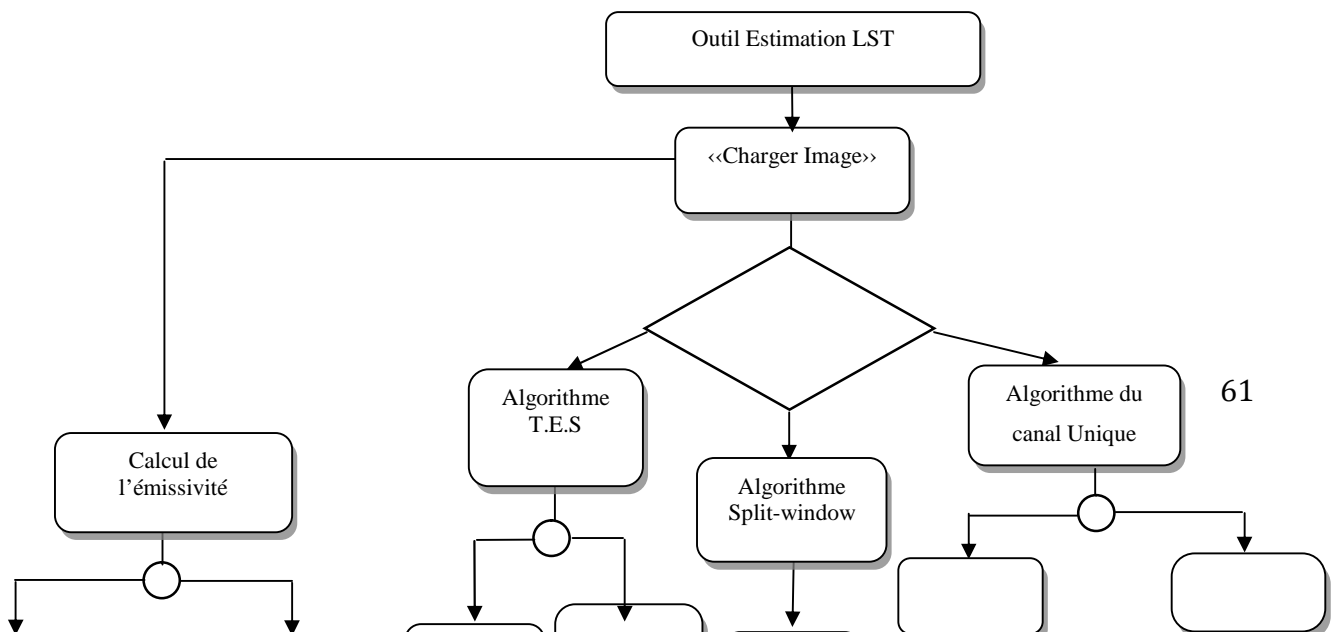 Outil Estimation LST
‹‹Charger Image››
Algorithme
T.E.S
Algorithme du
canal Unique
61
Calcul de
l’émissivité
Algorithme
Split-window